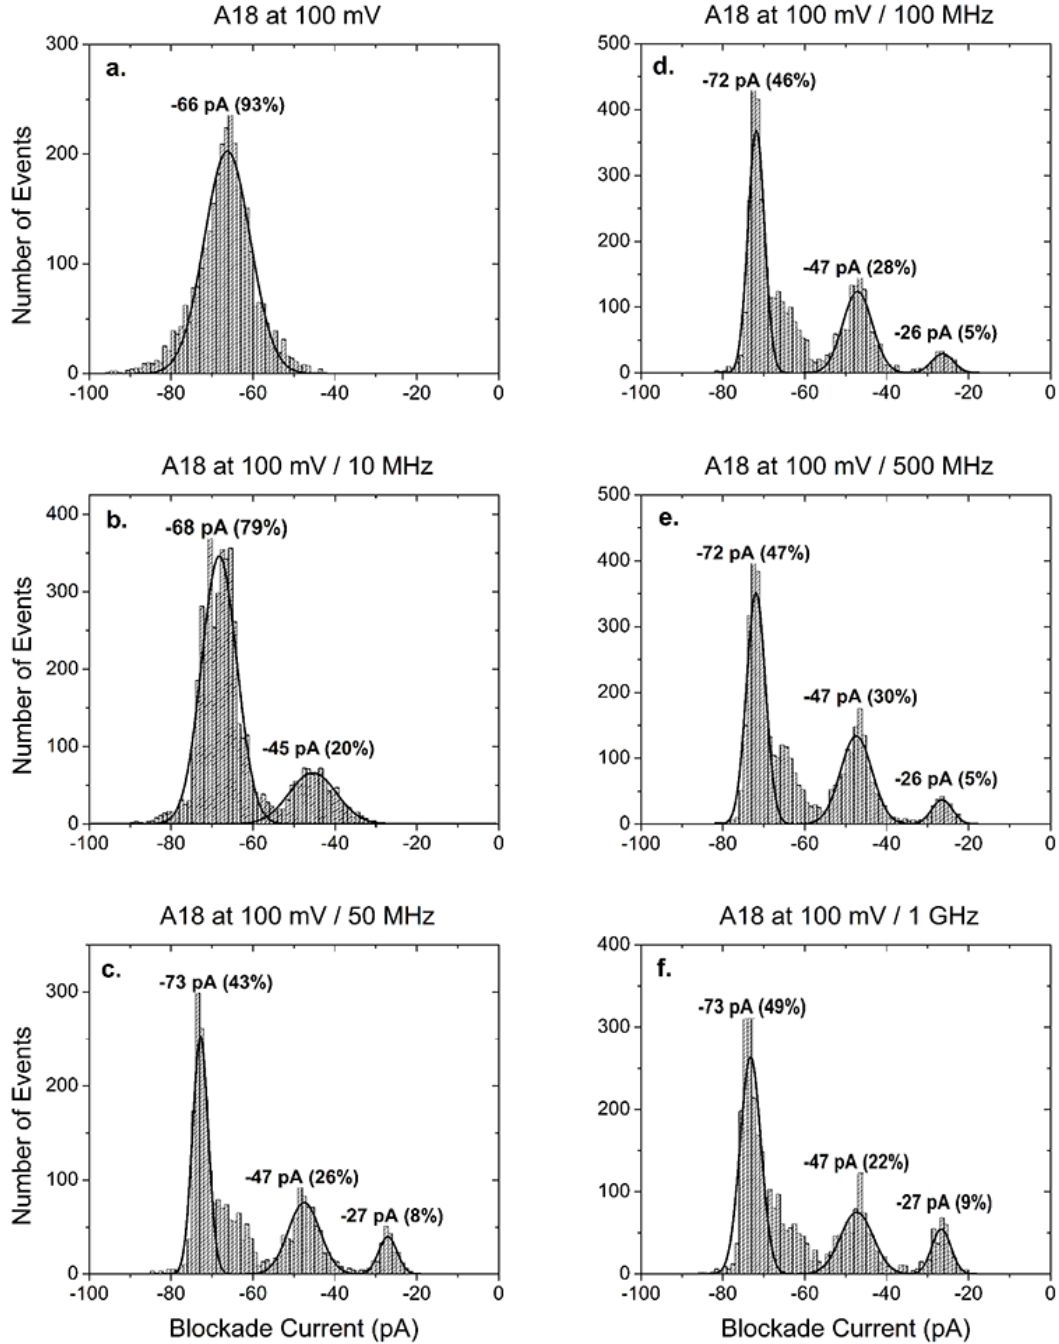 A18 at 100 mV
a.
-66 pA (93%)
300
200
100
0
-100 -80 -60 -40 -20 0
Number of Events
A18 at 100 mV / 10 MHz
b.
-68 pA (79%)
-45 pA (20%)
400
300
200
100
0
-100 -80 -60 -40 -20 0
Number of Events
A18 at 100 mV / 50 MHz
c.
-73 pA (43%)
-47 pA (26%)
-27 pA (8%)
300
200
100
0
-100 -80 -60 -40 -20 0
Number of Events
Blockade Current (pA)
A18 at 100 mV / 100 MHz
d.
-72 pA (46%)
-47 pA (28%)
-26 pA (5%)
500
400
300
200
100
0
-100 -80 -60 -40 -20 0
A18 at 100 mV / 500 MHz
e.
-72 pA (47%)
-47 pA (30%)
-26 pA (5%)
500
400
300
200
100
0
-100 -80 -60 -40 -20 0
A18 at 100 mV / 1 GHz
f.
-73 pA (49%)
-47 pA (22%)
-27 pA (9%)
400
300
200
100
0
-100 -80 -60 -40 -20 0
Blockade Current (pA)